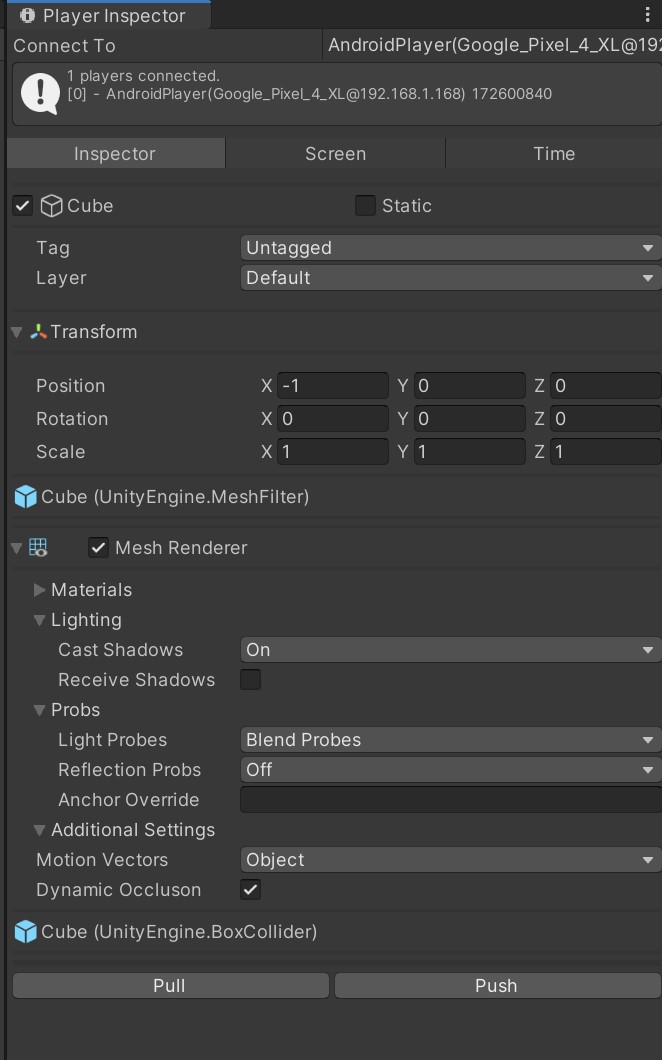 Player Inspector
Connect To AndroidPlayer(Google_Pixel_4_XL@192
1 players connected.
[0] - AndroidPlayer(Google_Pixel_4_XL@192.168.1.168) 172600840
Inspector Screen Time
Cube Static
Tag Untagged
Layer Default
Transform
Position X -1 Y 0 Z 0
Rotation X 0 Y 0 Z 0
Scale X 1 Y 1 Z 1
Cube (UnityEngine.MeshFilter)
Mesh Renderer
Materials
Lighting
Cast Shadows On
Receive Shadows
Probs
Light Probes Blend Probes
Reflection Probs Off
Anchor Override
Additional Settings
Motion Vectors Object
Dynamic Occluson
Cube (UnityEngine.BoxCollider)
Pull Push